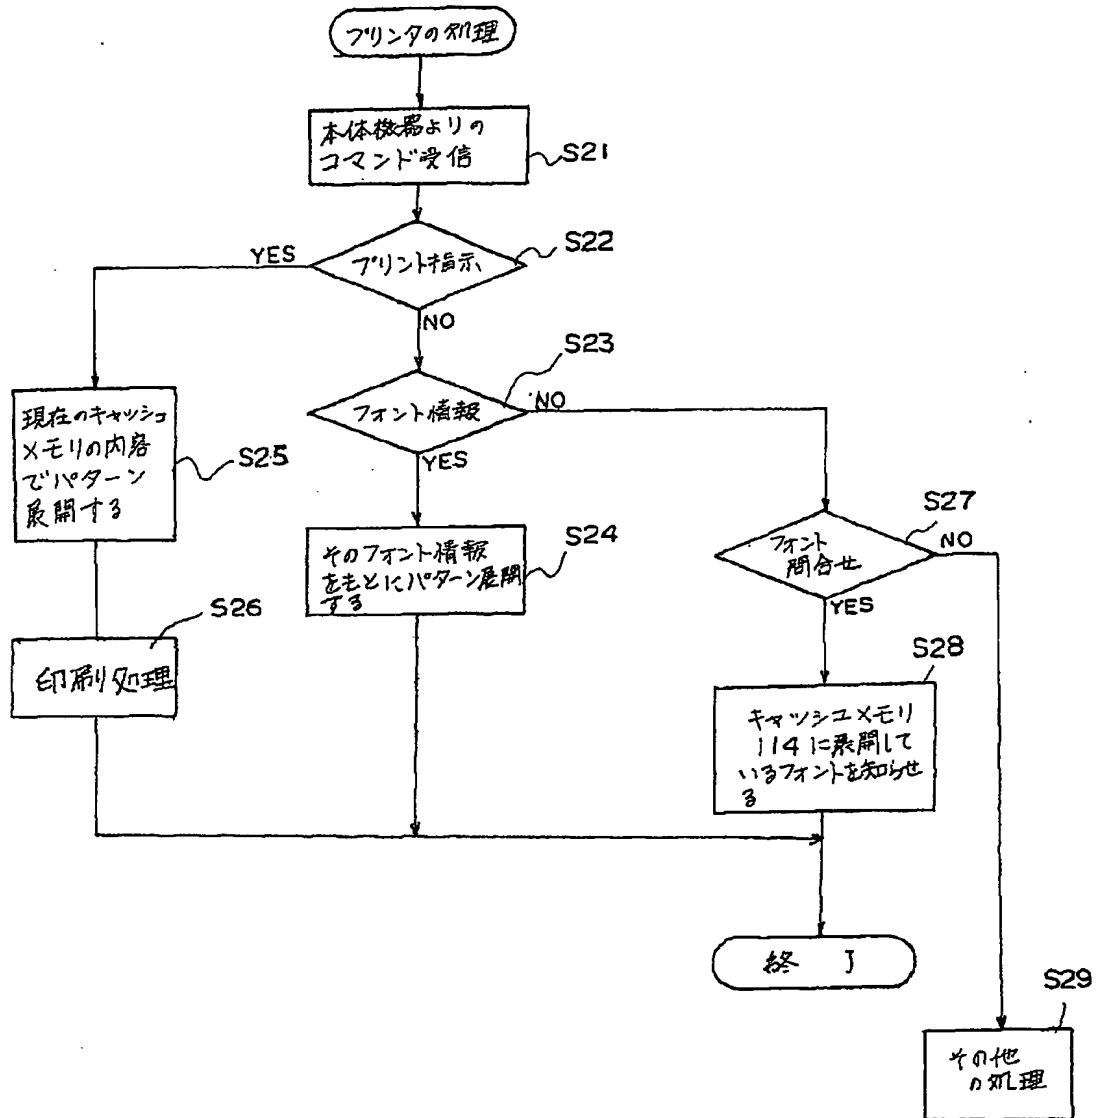 プリンタの処理
本体機器よりの
コマンド受信
S21
プリント指示
S22
YES
NO
フォント情報
S23
NO
YES
現在のキャッシュ
メモリの内容
でパターン
展開する
S25
そのフォント情報
をもとにパターン展開
する
S24
フォント
問合せ
S27
NO
YES
印刷処理
S26
キャッシュメモリ
114に展開して
いるフォントを知らせ
る
S28
終了
その他
の処理
S29